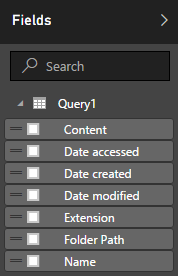 Fields
Search
Query1
Content
Date accessed
Date created
Date modified
Extension
Folder Path
Name